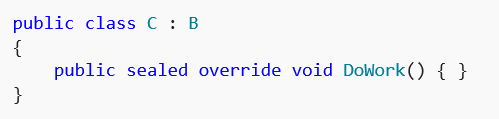 public class C : B
{
    public sealed override void DoWork() { }
}